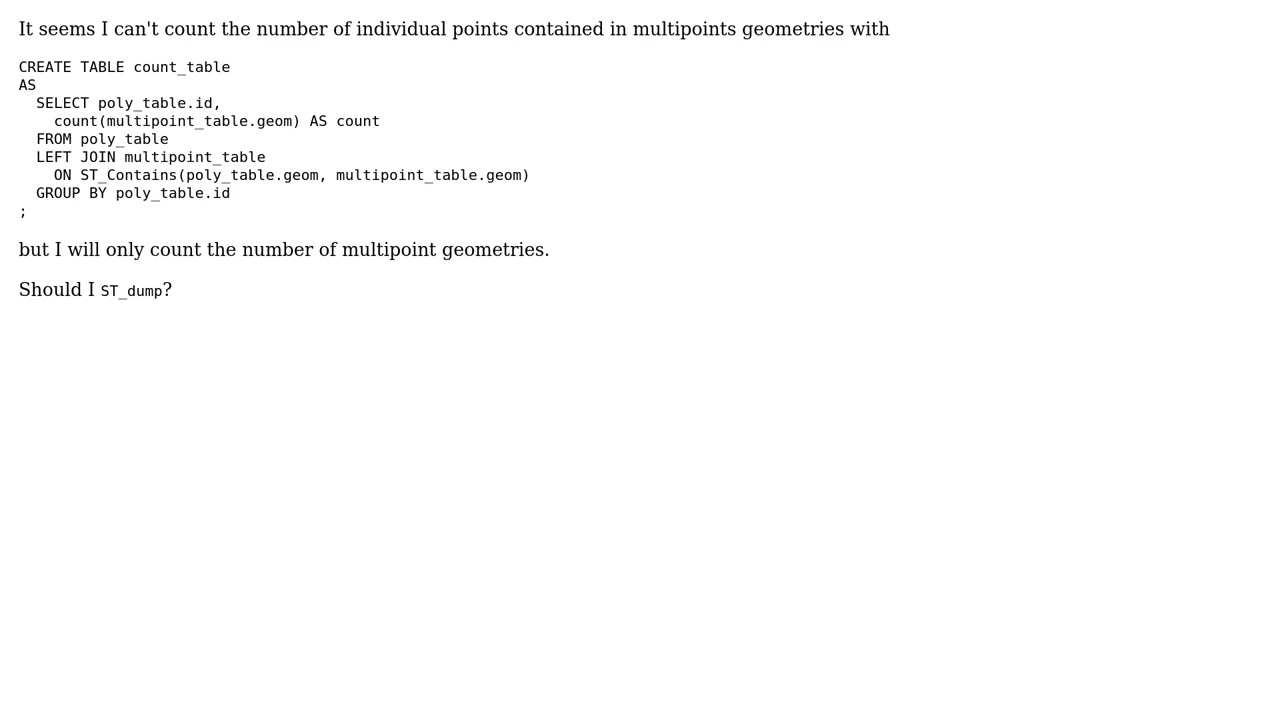 It seems I can't count the number of individual points contained in multipoints geometries with
CREATE TABLE count_table
AS
  SELECT poly_table.id,
    count(multipoint_table.geom) AS count
  FROM poly_table
  LEFT JOIN multipoint_table
    ON ST_Contains(poly_table.geom, multipoint_table.geom)
  GROUP BY poly_table.id
;
but I will only count the number of multipoint geometries.
Should I ST_dump?